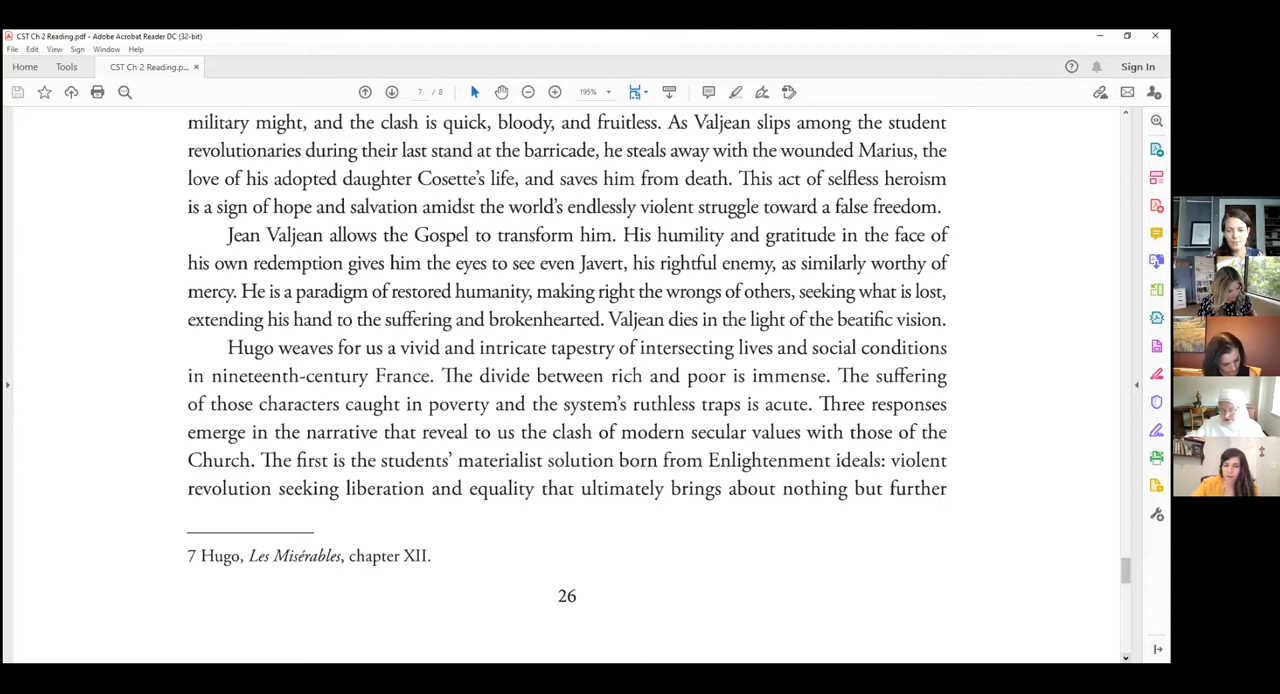 CST Ch 2 Reading.pdf - Adobe Acrobat Reader DC (32-bit)
File Edit View Sign Window Help
Home Tools CST Ch 2 Reading.p... × Sign In
7 / 8 195%
military might, and the clash is quick, bloody, and fruitless. As Valjean slips among the student
revolutionaries during their last stand at the barricade, he steals away with the wounded Marius, the
love of his adopted daughter Cosette’s life, and saves him from death. This act of selfless heroism
is a sign of hope and salvation amidst the world’s endlessly violent struggle toward a false freedom.
Jean Valjean allows the Gospel to transform him. His humility and gratitude in the face of
his own redemption gives him the eyes to see even Javert, his rightful enemy, as similarly worthy of
mercy. He is a paradigm of restored humanity, making right the wrongs of others, seeking what is lost,
extending his hand to the suffering and brokenhearted. Valjean dies in the light of the beatific vision.
Hugo weaves for us a vivid and intricate tapestry of intersecting lives and social conditions
in nineteenth-century France. The divide between rich and poor is immense. The suffering
of those characters caught in poverty and the system’s ruthless traps is acute. Three responses
emerge in the narrative that reveal to us the clash of modern secular values with those of the
Church. The first is the students’ materialist solution born from Enlightenment ideals: violent
revolution seeking liberation and equality that ultimately brings about nothing but further
7 Hugo, Les Misérables, chapter XII.
26